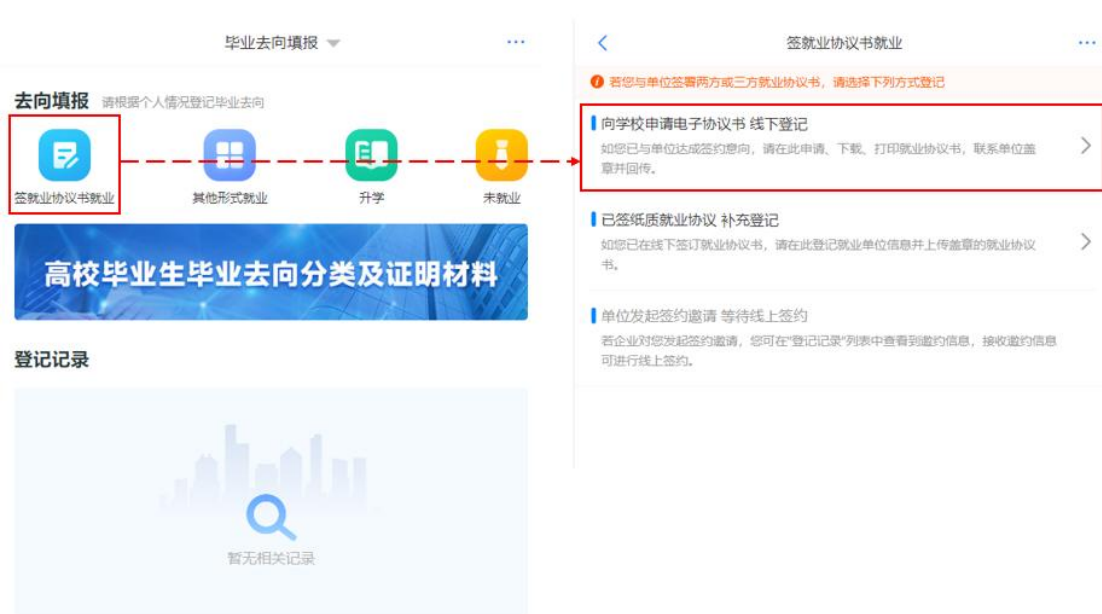 毕业去向填报
去向填报 请根据个人情况登记毕业去向
签就业协议书就业
其他形式就业
升学
未就业
高校毕业生毕业去向分类及证明材料
登记记录
暂无相关记录
签就业协议书就业
若您与单位签署两方或三方就业协议书，请选择下列方式登记
向学校申请电子协议书 线下登记
如您已与单位达成签约意向，请在此申请、下载、打印就业协议书，联系单位盖
章并回传。
已签纸质就业协议 补充登记
如您已在线下签订就业协议书，请在此登记就业单位信息并上传盖章的就业协议
书。
单位发起签约邀请 等待线上签约
若企业对您发起签约邀请，您可在"登记记录"列表中查看到邀约信息，接收邀约信息
可进行线上签约。